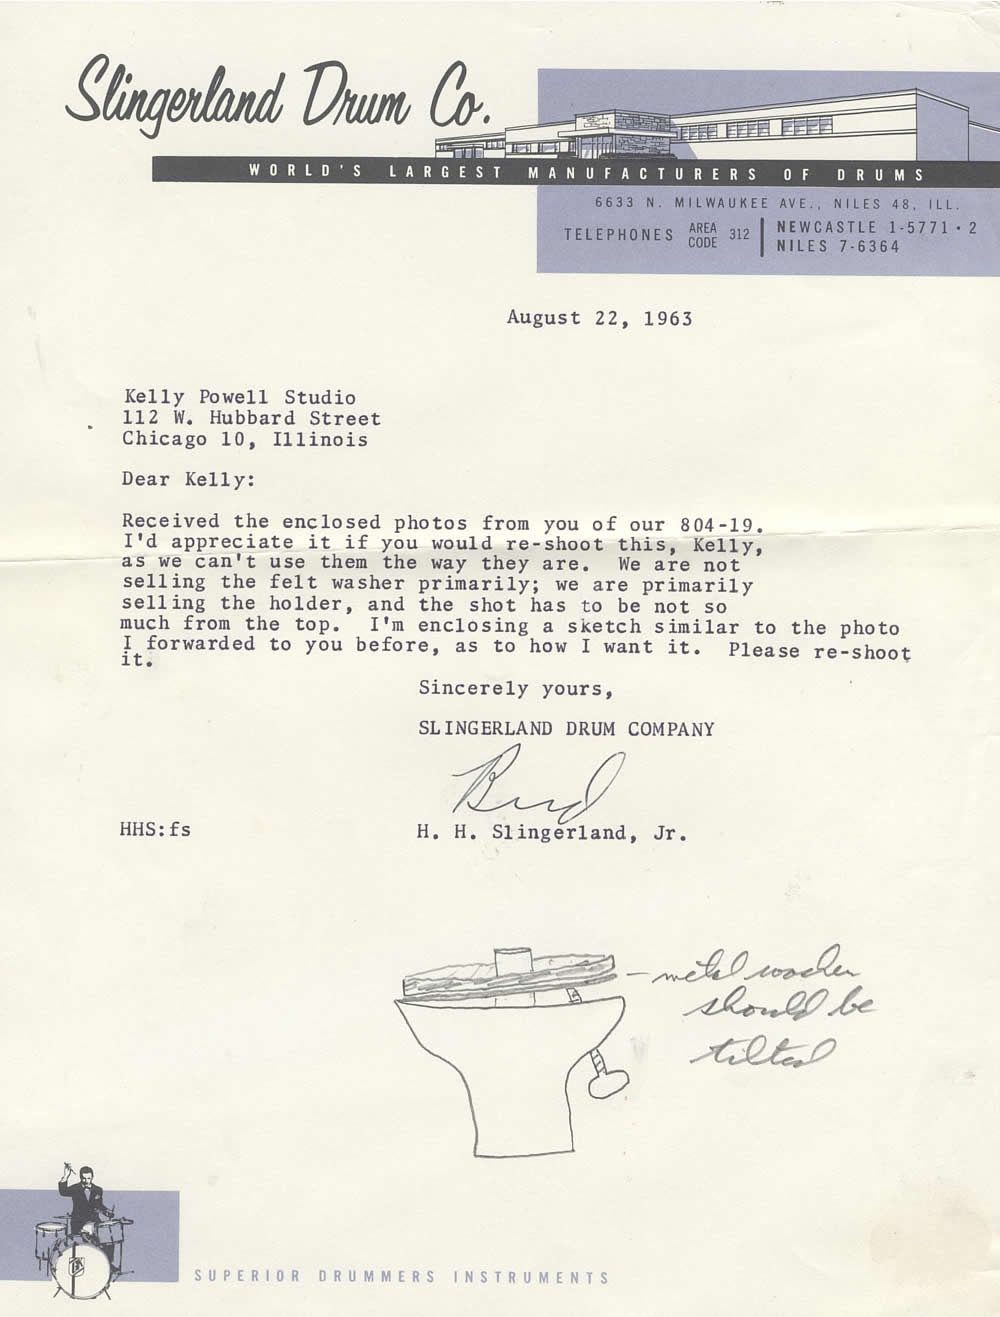 Slingerland Drum Co.
WORLD'S LARGEST MANUFACTURERS OF DRUMS
6633 N. MILWAUKEE AVE., NILES 48, ILL.
TELEPHONES AREA CODE 312 NEWCASTLE 1-5771 • 2
NILES 7-6364
August 22, 1963
Kelly Powell Studio
112 W. Hubbard Street
Chicago 10, Illinois
Dear Kelly:
Received the enclosed photos from you of our 804-19.
I'd appreciate it if you would re-shoot this, Kelly,
as we can't use them the way they are. We are not
selling the felt washer primarily; we are primarily
selling the holder, and the shot has to be not so
much from the top. I'm enclosing a sketch similar to the photo
I forwarded to you before, as to how I want it. Please re-shoot
it.
Sincerely yours,
SLINGERLAND DRUM COMPANY
Bud
HHS:fs
H. H. Slingerland, Jr.
– metal washer
should be
tilted
SUPERIOR DRUMMERS INSTRUMENTS